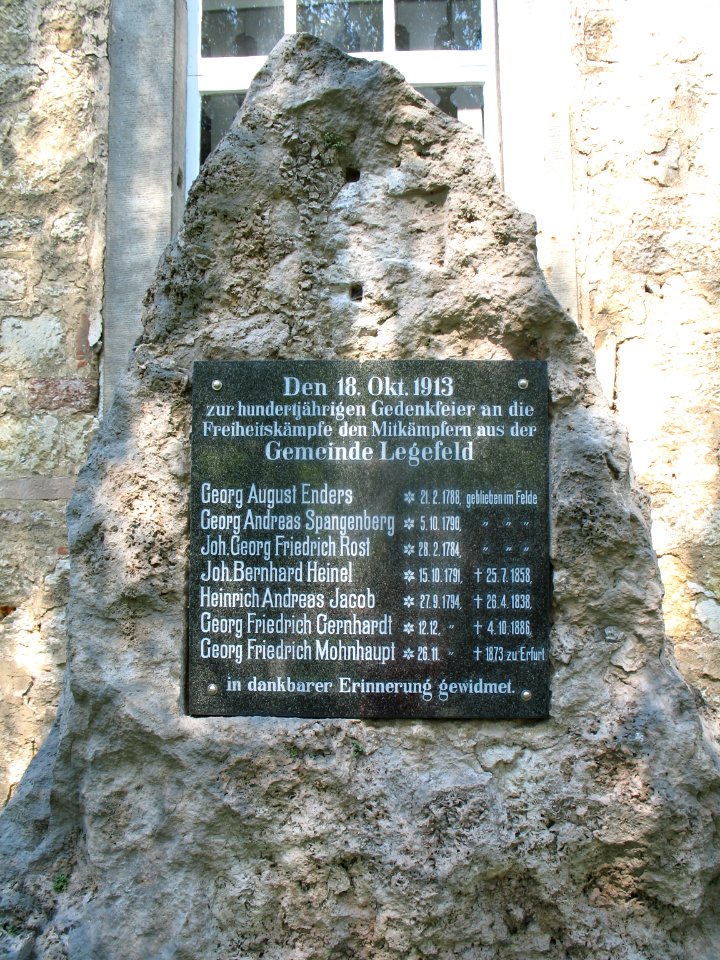 Den 18. Okt. 1913
zur hundertjährigen Gedenkfeier an die
Freiheitskämpfe den Mitkämpfern aus der
Gemeinde Legefeld
Georg August Enders ✲ 21. 2. 1788, geblieben im Felde
Georg Andreas Spangenberg ✲ 5. 10. 1790, " " "
Joh. Georg Friedrich Rost ✲ 28. 2. 1784, " " "
Joh. Bernhard Heinel ✲ 15. 10. 1791, † 25. 7. 1858,
Heinrich Andreas Jacob ✲ 27. 9. 1794, † 26. 4. 1838,
Georg Friedrich Gernhardt ✲ 12. 12. " † 4. 10. 1886,
Georg Friedrich Mohnhaupt ✲ 26. 11. " † 1873 zu Erfurt
in dankbarer Erinnerung gewidmet.